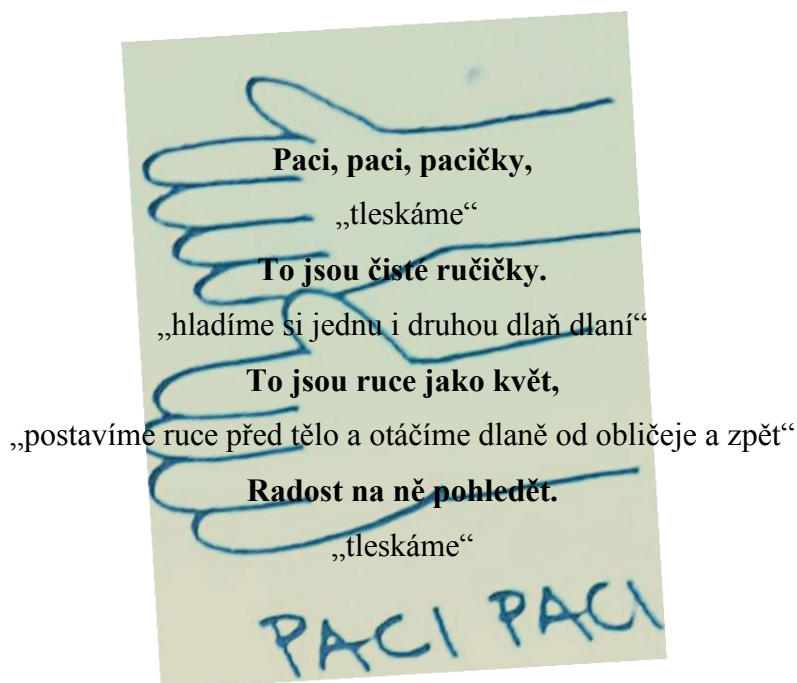 Paci, paci, pacičky,
„tleskáme“
To jsou čisté ručičky.
„hladíme si jednu i druhou dlaň dlaní“
To jsou ruce jako květ,
„postavíme ruce před tělo a otáčíme dlaně od obličeje a zpět“
Radost na ně pohledět.
„tleskáme“
PACI PACI